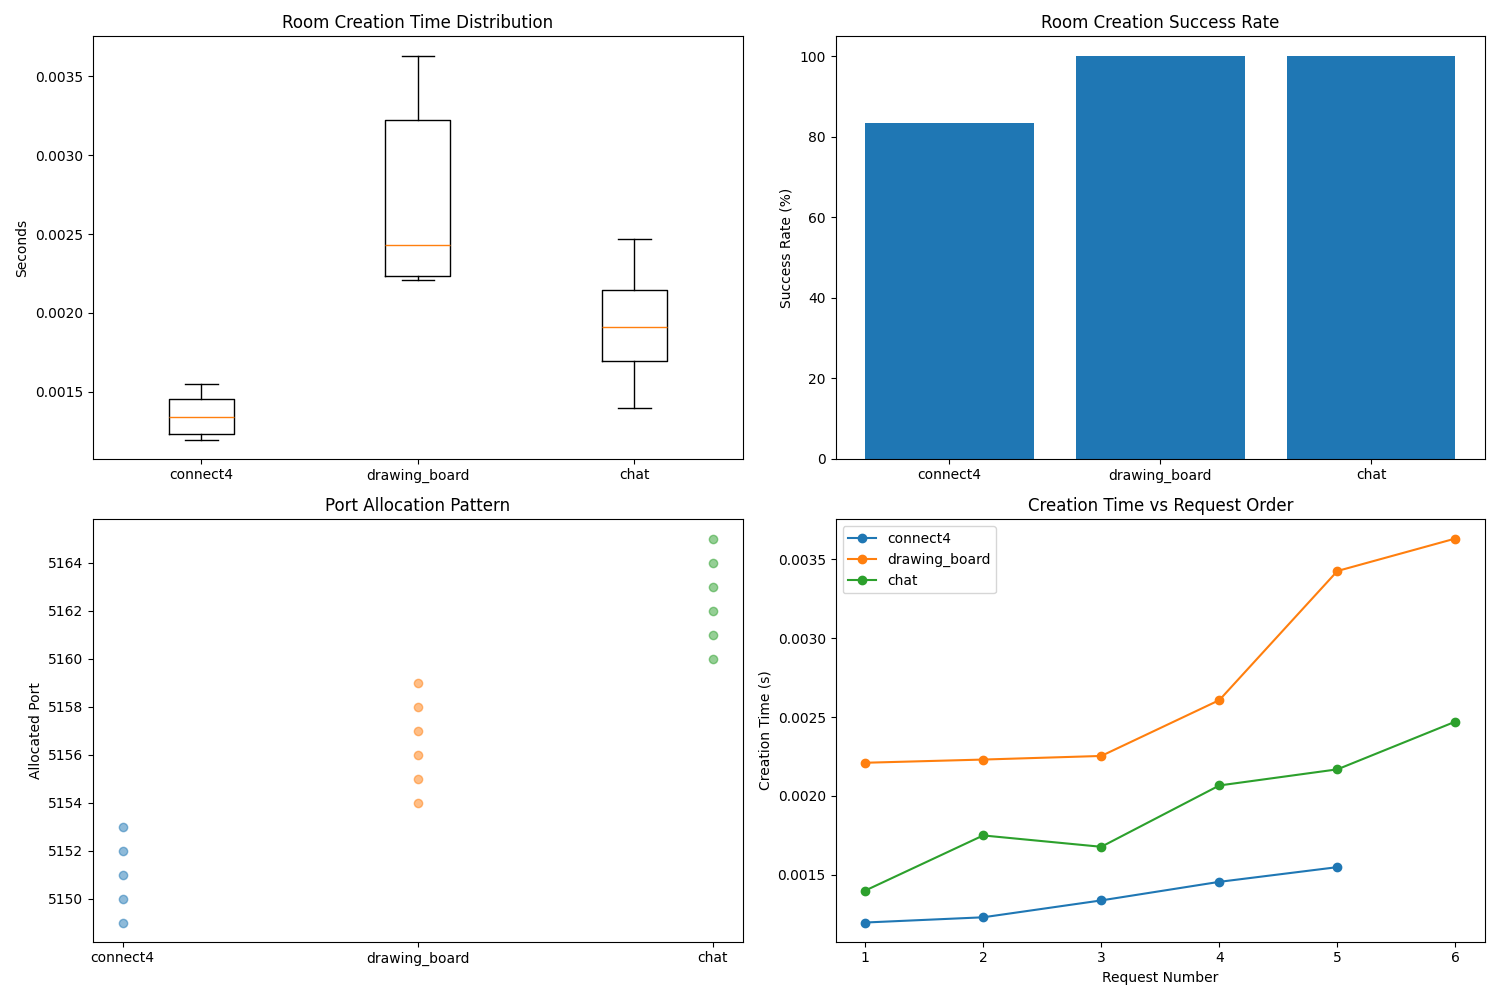 Room Creation Time Distribution
Seconds
0.0035
0.0030
0.0025
0.0020
0.0015
connect4 drawing_board chat
Room Creation Success Rate
Success Rate (%)
100
80
60
40
20
0
connect4 drawing_board chat
Port Allocation Pattern
Allocated Port
5164
5162
5160
5158
5156
5154
5152
5150
connect4 drawing_board chat
Creation Time vs Request Order
connect4
drawing_board
chat
Creation Time (s)
0.0035
0.0030
0.0025
0.0020
0.0015
1 2 3 4 5 6
Request Number